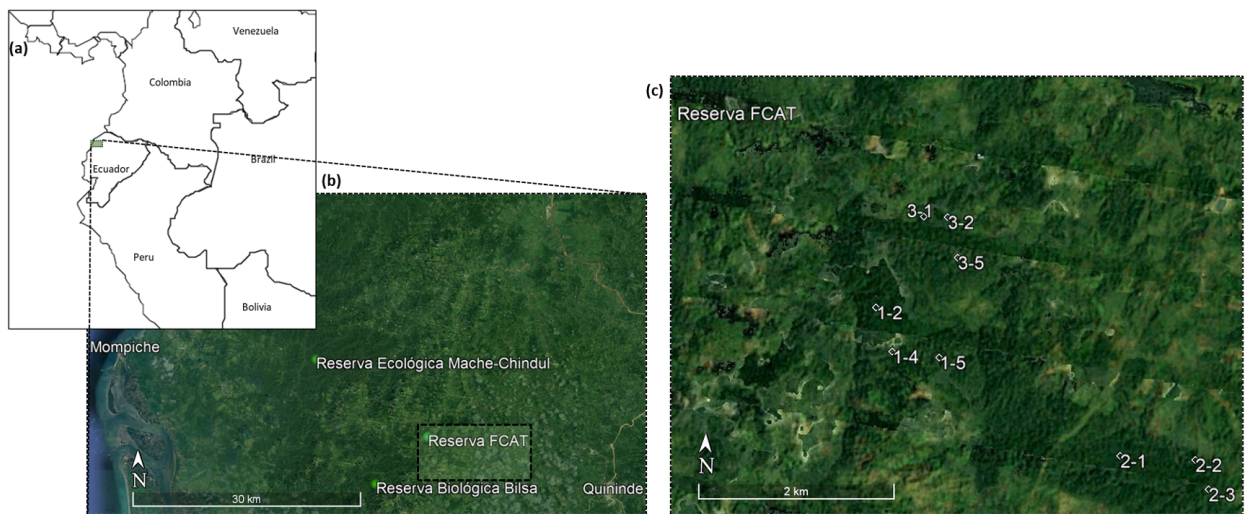 (a)
Venezuela
Colombia
Ecuador
Brazil
Peru
Bolivia
(b)
Mompiche
Reserva Ecológica Mache-Chindul
Reserva FCAT
Reserva Biológica Bilsa
Quininde
N
30 km
(c)
Reserva FCAT
3-1
3-2
3-5
1-2
1-4
1-5
2-1
2-2
2-3
N
2 km